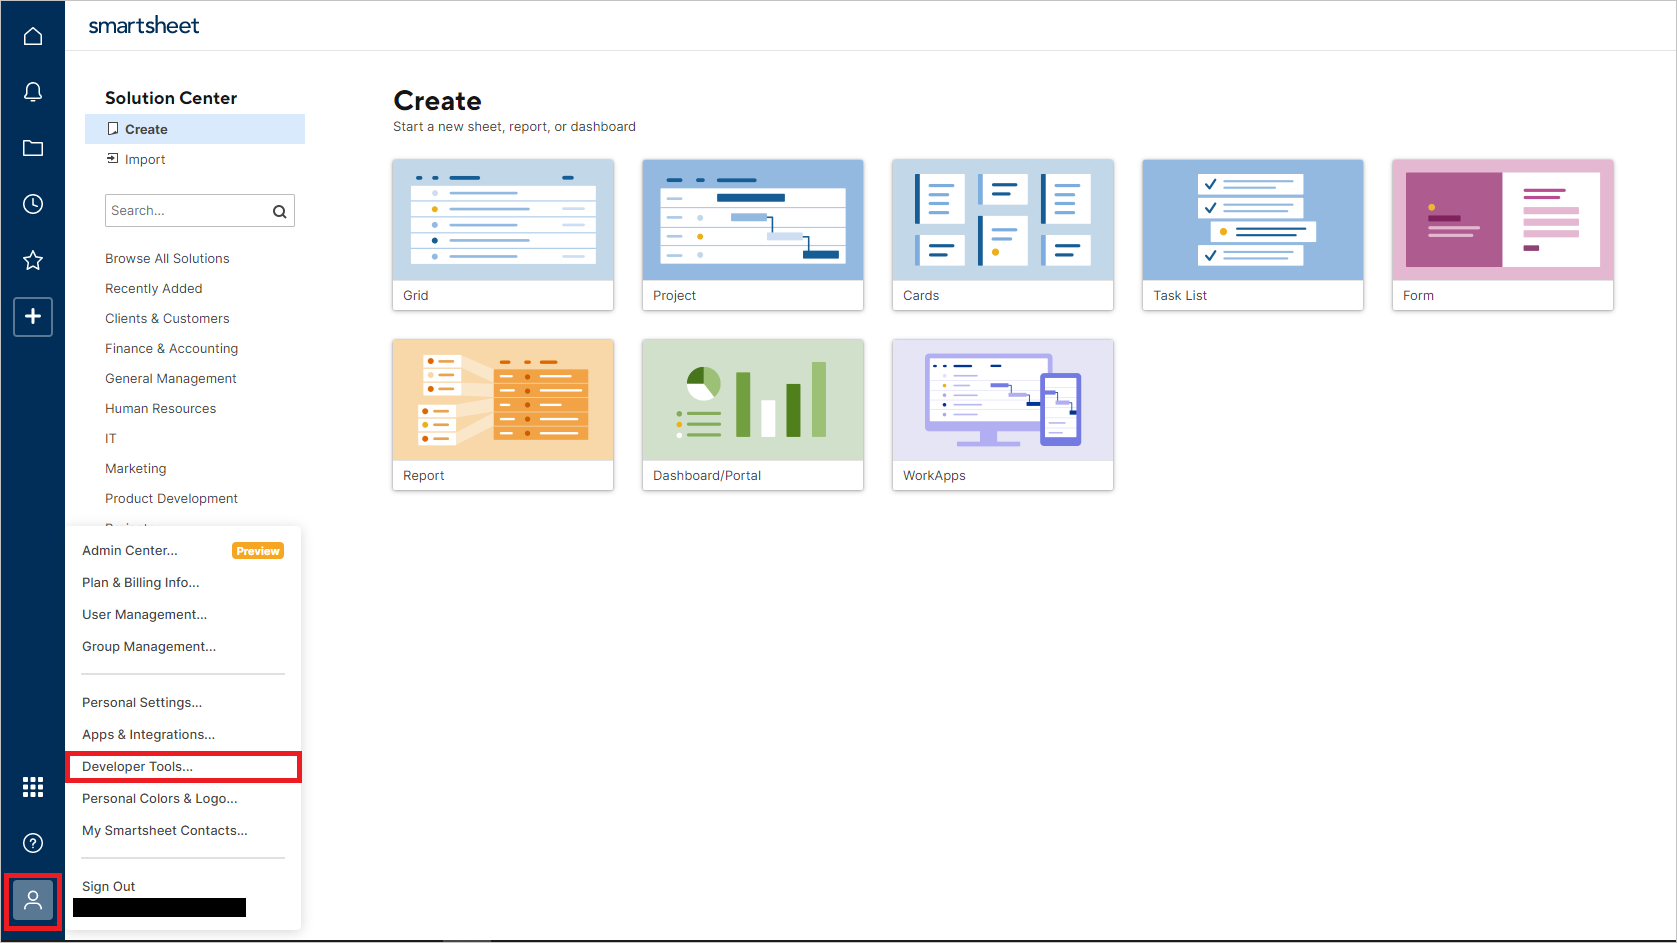 smartsheet
Solution Center
Create
Import
Search...
Browse All Solutions
Recently Added
Clients & Customers
Finance & Accounting
General Management
Human Resources
IT
Marketing
Product Development
Admin Center...
Preview
Plan & Billing Info...
User Management...
Group Management...
Personal Settings...
Apps & Integrations...
Developer Tools...
Personal Colors & Logo...
My Smartsheet Contacts...
Sign Out
Create
Start a new sheet, report, or dashboard
Grid
Project
Cards
Task List
Form
Report
Dashboard/Portal
WorkApps